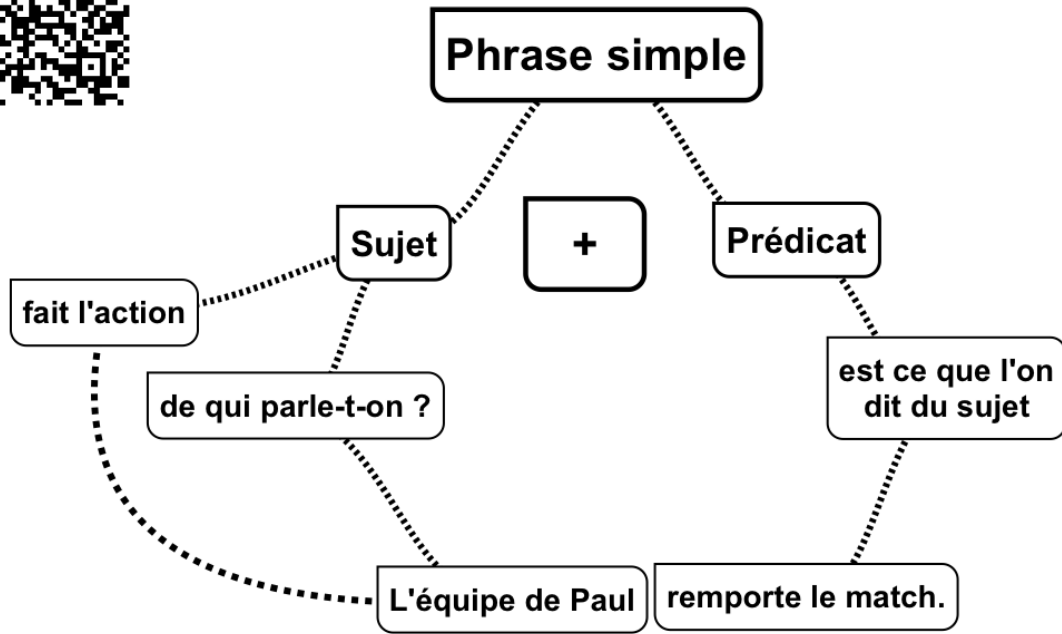 Phrase simple
Sujet
+
Prédicat
fait l'action
de qui parle-t-on ?
est ce que l'on
dit du sujet
L'équipe de Paul
remporte le match.